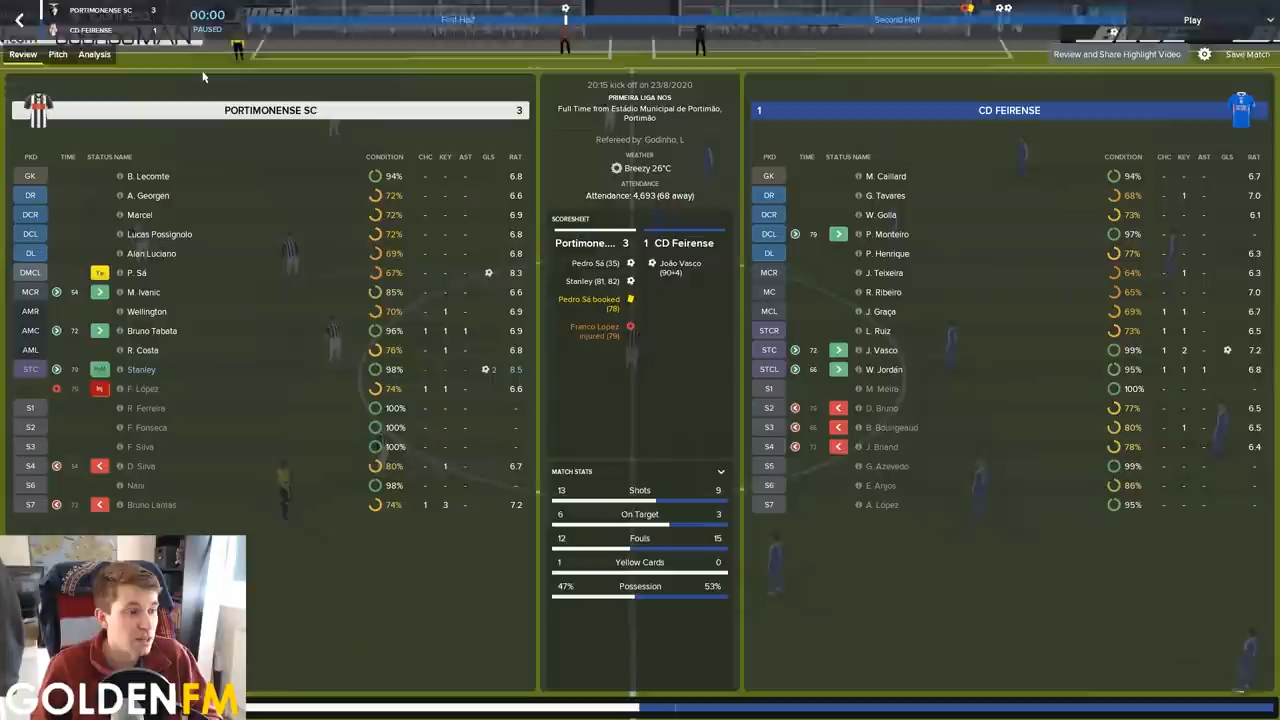 PORTIMONENSE SC 3
CD FEIRENSE 1
00:00
PAUSED
First Half
Second Half
Play
Review Pitch Analysis
Review and Share Highlight Video
Save Match
PORTIMONENSE SC 3
PKD TIME STATUS NAME CONDITION CHC KEY AST GLS RAT.
GK B. Lecomte 94% - - - - 6.8
DR A. Georgen 72% - - - - 6.6
DCR Marcel 72% - - - - 6.9
DCL Lucas Possignolo 72% - - - - 6.8
DL Alan Luciano 69% - - - - 6.8
DMCL P. Sá 67% - - - 8.3
MCR 54 M. Ivanic 85% - - - - 6.6
AMR Wellington 70% - 1 - - 6.9
AMC 72 Bruno Tabata 96% 1 1 1 - 6.9
AML R. Costa 76% - 1 - - 6.8
STC 79 Stanley 98% - - - 2 8.5
79 Inj F. López 74% 1 1 - - 6.6
S1 R. Ferreira 100% - - - - -
S2 F. Fonseca 100% - - - - -
S3 F. Silva 100% - - - - -
S4 54 D. Silva 80% - 1 - - 6.7
S6 Nani 98% - - - - -
S7 72 Bruno Lamas 74% 1 3 - - 7.2
20:15 kick off on 23/8/2020
PRIMEIRA LIGA NOS
Full Time from Estádio Municipal de Portimão,
Portimão
Refereed by: Godinho, L
WEATHER
Breezy 26°C
ATTENDANCE
Attendance: 4,693 (68 away)
SCORESHEET
Portimone.... 3 1 CD Feirense
Pedro Sá (35)
João Vasco
(90+4)
Stanley (81, 82)
Pedro Sá booked
(78)
Franco Lopez
injured (79)
MATCH STATS
13 Shots 9
6 On Target 3
12 Fouls 15
1 Yellow Cards 0
47% Possession 53%
1 CD FEIRENSE
PKD TIME STATUS NAME CONDITION CHC KEY AST GLS RAT
GK M. Caillard 94% - - - - 6.7
DR G. Tavares 68% - 1 - - 7.0
DCR W. Golla 73% - - - - 6.1
DCL 79 P. Monteiro 97% - - - - -
DL P. Henrique 77% - - - - 6.3
MCR J. Teixeira 64% - 1 - - 6.3
MC R. Ribeiro 65% - - - - 7.0
MCL J. Graça 69% - 1 1 - 6.7
STCR L. Ruiz 73% - 1 1 - 6.5
STC 72 J. Vasco 99% 1 2 - 7.2
STCL 66 W. Jordán 95% 1 1 1 - 6.8
S1 M. Meira 100% - - - - -
S2 D. Bruno 77% - - - - 6.5
S3 66 B. Bouingeaud 80% - 1 - - 6.5
S4 72 J. Briand 78% - - - - 6.4
S5 G. Azevedo 99% - - - - -
S6 E. Anjos 86% - - - - -
S7 A. López 95% - - - - -
GOLDENFM